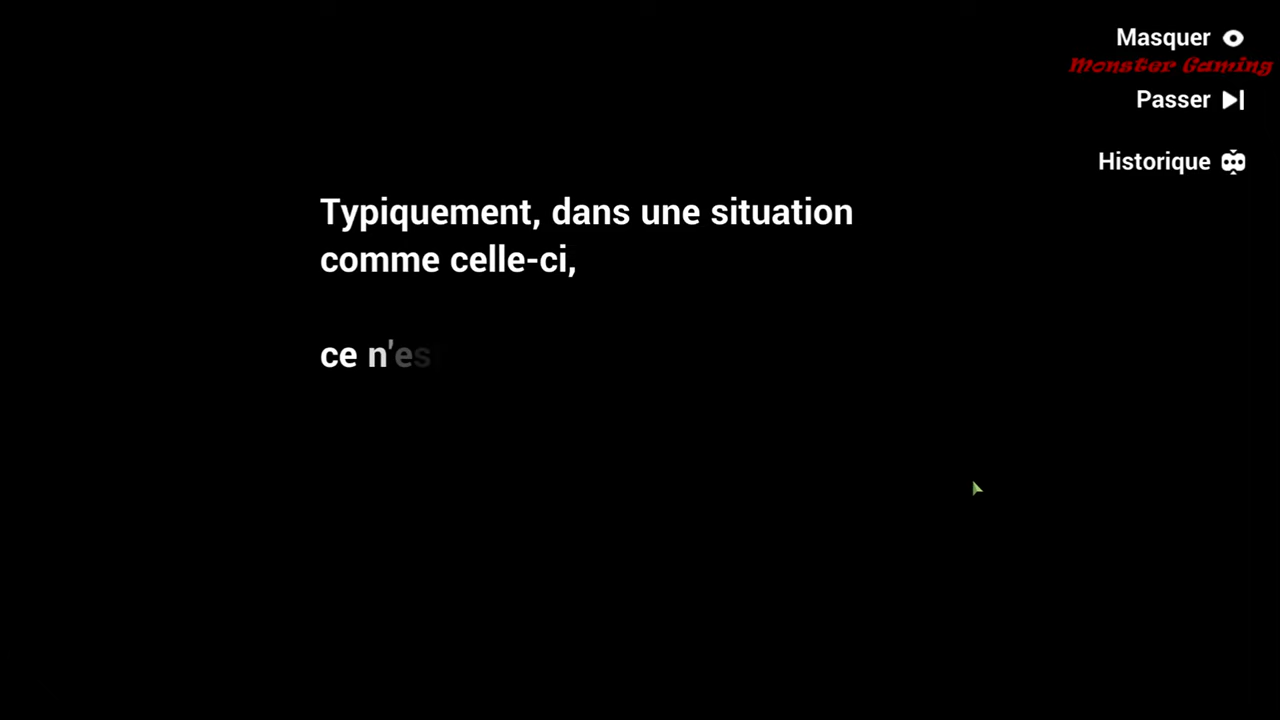 Masquer
Monster Gaming
Passer
Historique
Typiquement, dans une situation
comme celle-ci,
ce n'es